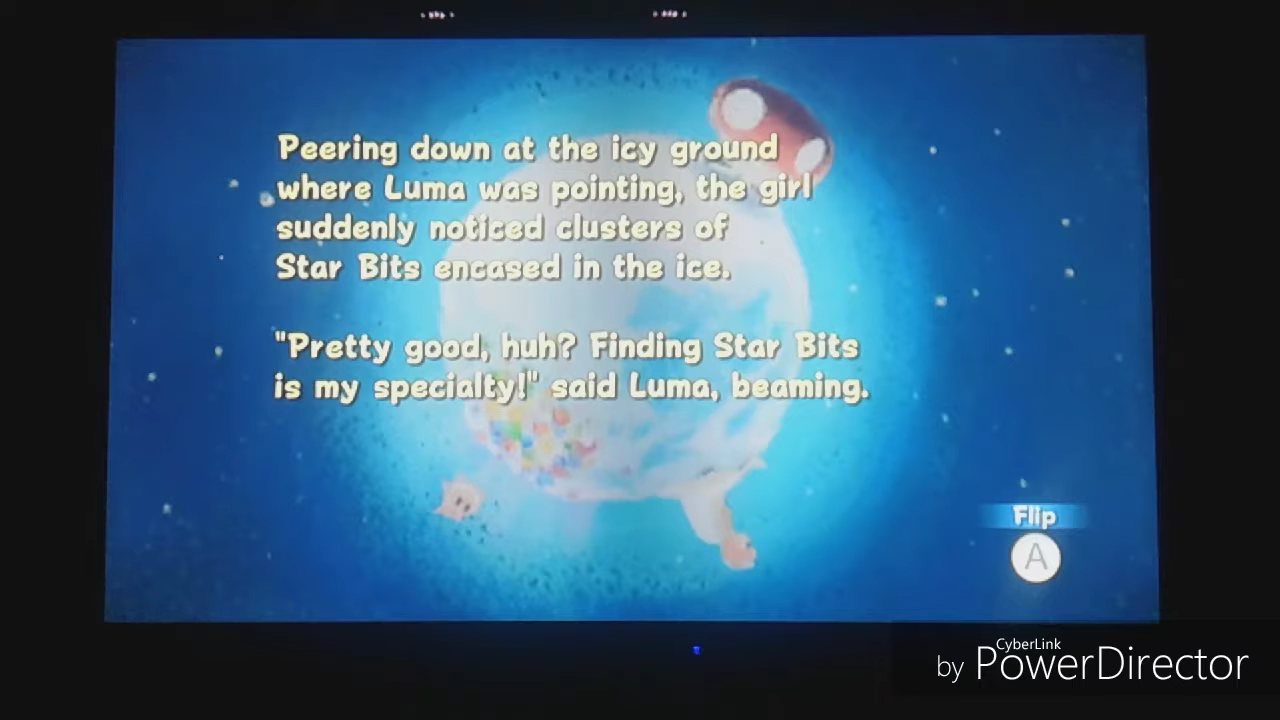 Peering down at the icy ground
where Luma was pointing, the girl
suddenly noticed clusters of
Star Bits encased in the ice.
"Pretty good, huh? Finding Star Bits
is my specialty!" said Luma, beaming.
Flip
A
CyberLink
by PowerDirector